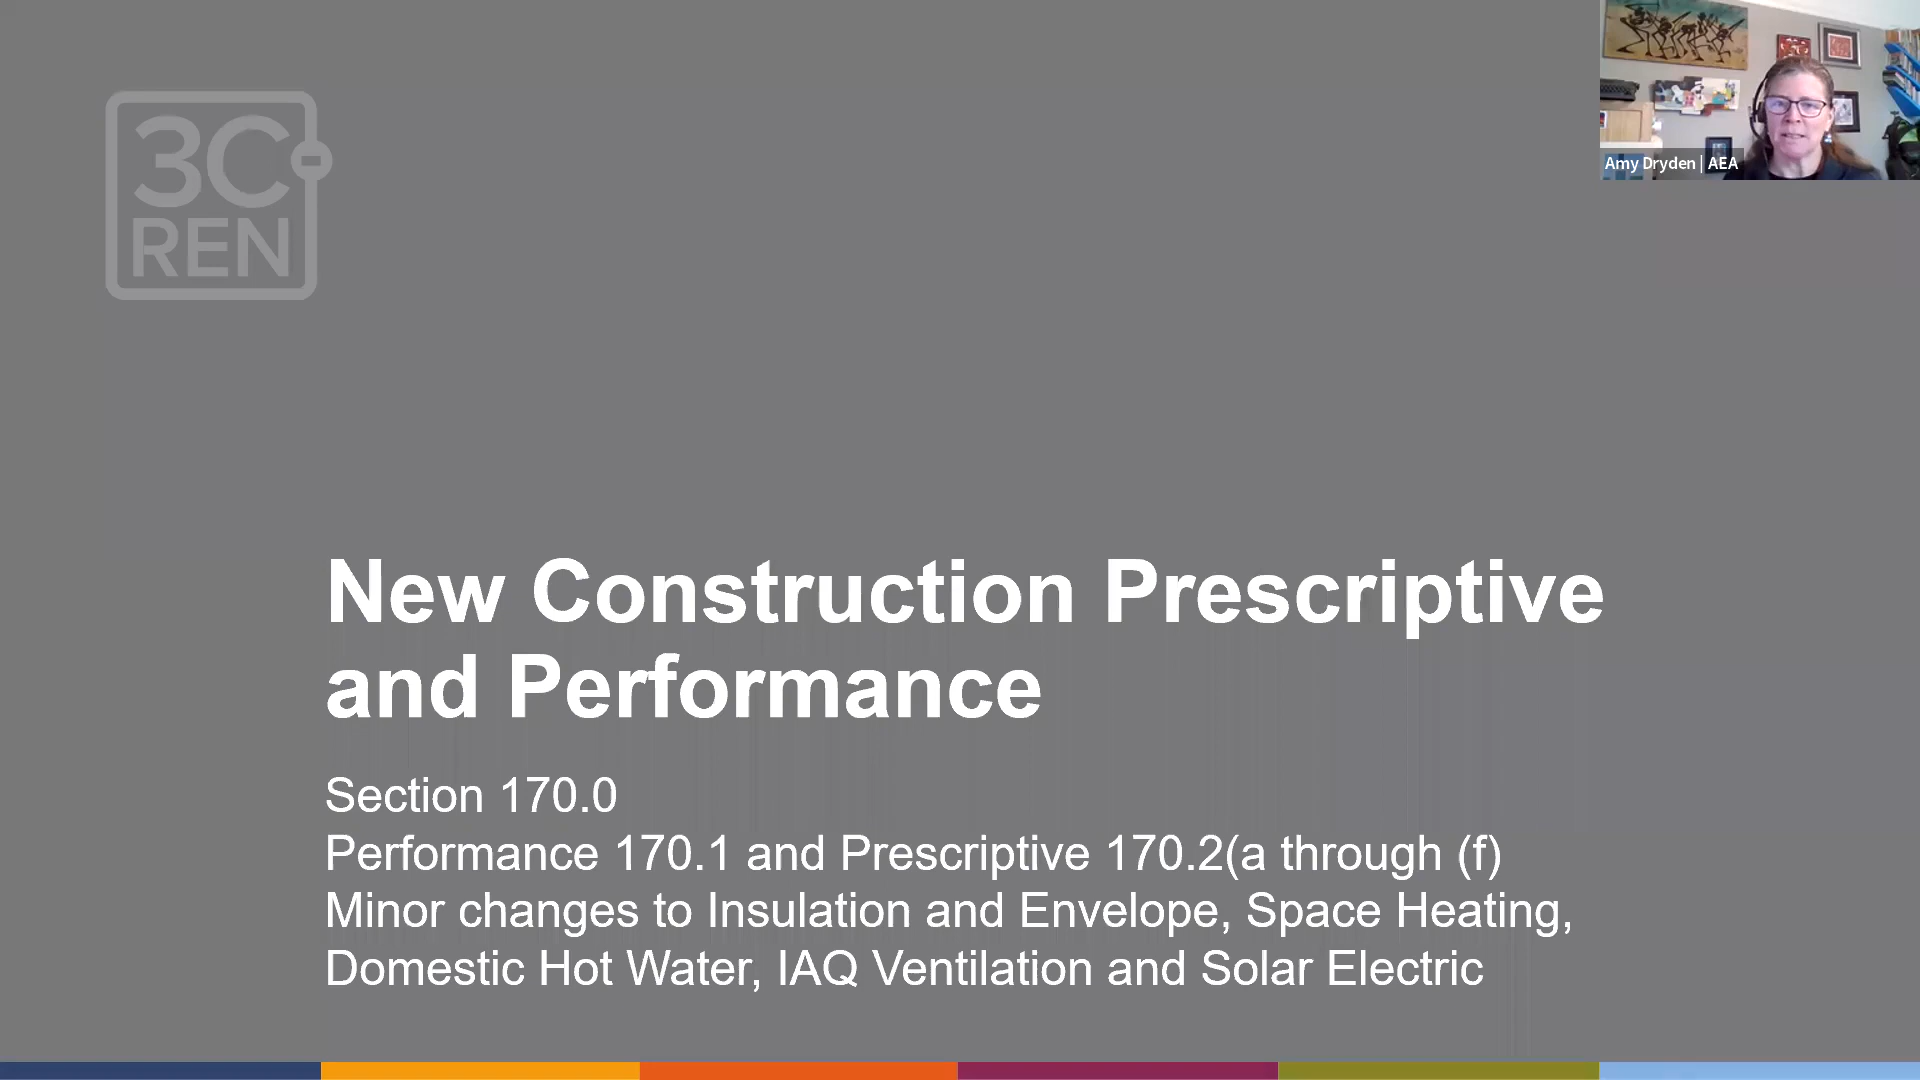 3C
REN
Amy Dryden | AEA
New Construction Prescriptive
and Performance
Section 170.0
Performance 170.1 and Prescriptive 170.2(a through (f)
Minor changes to Insulation and Envelope, Space Heating,
Domestic Hot Water, IAQ Ventilation and Solar Electric